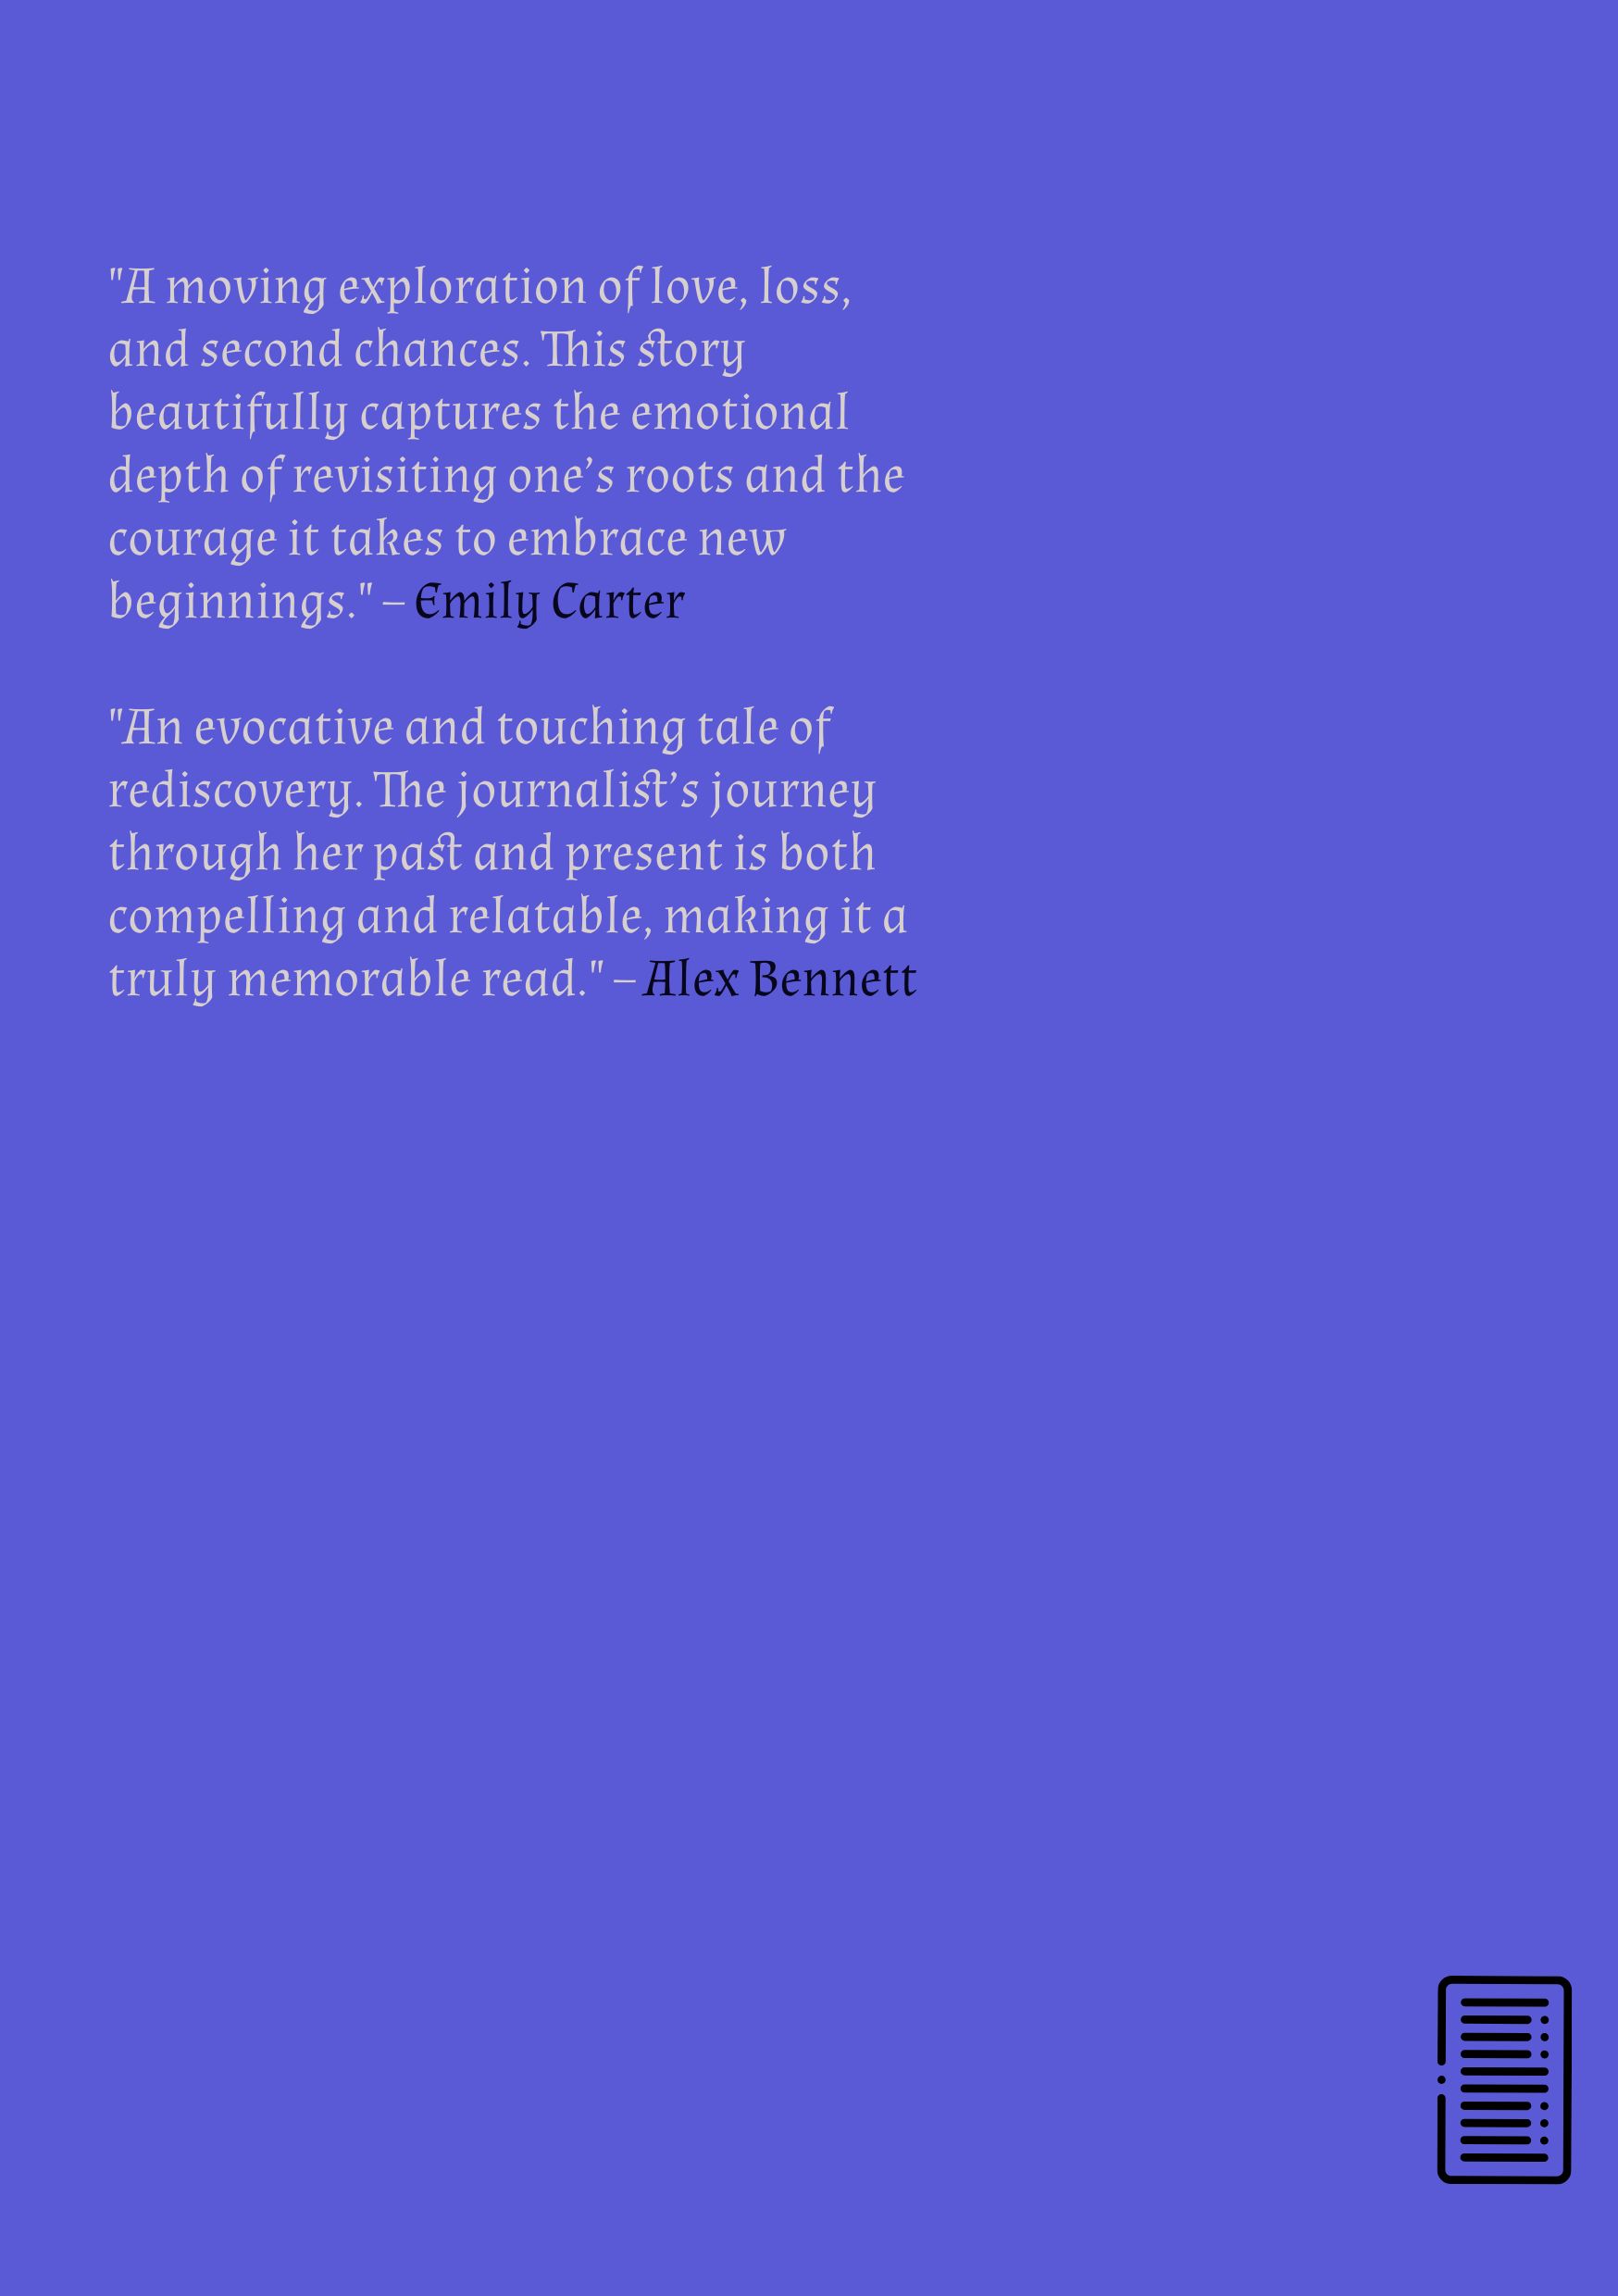 "A moving exploration of love, loss,
and second chances. This story
beautifully captures the emotional
depth of revisiting one’s roots and the
courage it takes to embrace new
beginnings." – Emily Carter
"An evocative and touching tale of
rediscovery. The journalist’s journey
through her past and present is both
compelling and relatable, making it a
truly memorable read." – Alex Bennett